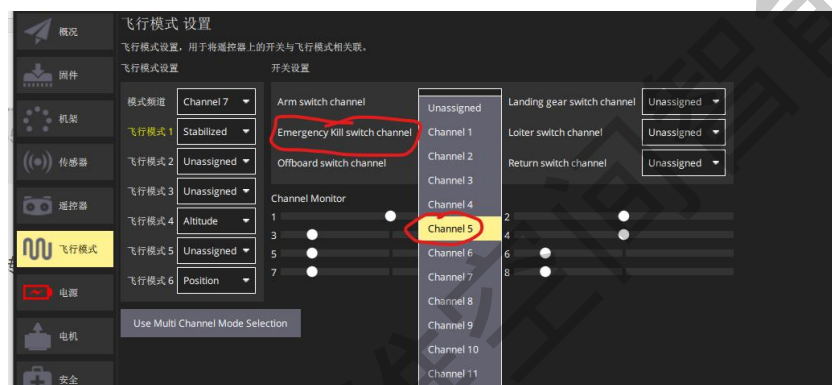 概况
固件
机架
传感器
遥控器
飞行模式
电源
电机
安全
飞行模式 设置
飞行模式设置，用于将遥控器上的开关与飞行模式相关联。
飞行模式设置
模式频道 Channel 7
飞行模式 1 Stabilized
飞行模式 2 Unassigned
飞行模式 3 Unassigned
飞行模式 4 Altitude
飞行模式 5 Unassigned
飞行模式 6 Position
Use Multi Channel Mode Selection
开关设置
Arm switch channel
Emergency Kill switch channel
Offboard switch channel
Unassigned
Channel 1
Channel 2
Channel 3
Channel 4
Channel 5
Channel 6
Channel 7
Channel 8
Channel 9
Channel 10
Channel 11
Landing gear switch channel Unassigned
Loiter switch channel Unassigned
Return switch channel Unassigned
Channel Monitor
1 2
3 4
5 6
7 8